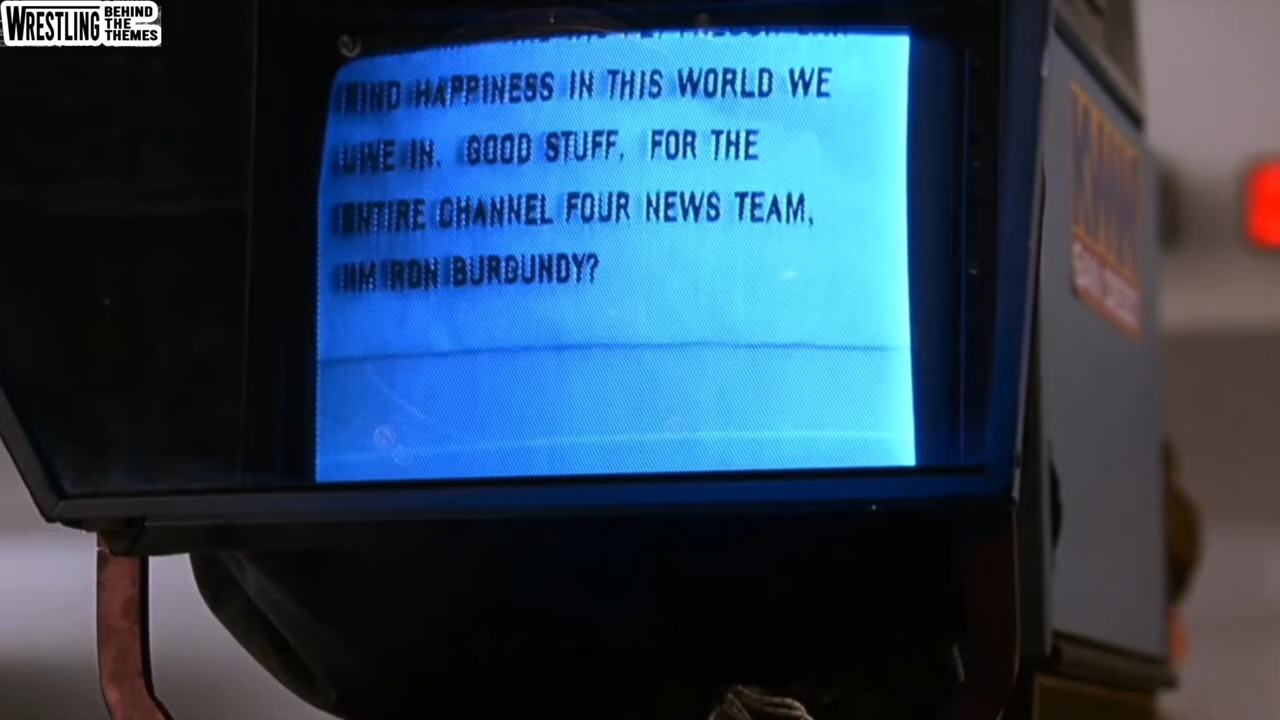 WRESTLING BEHIND THE THEMES
FIND HAPPINESS IN THIS WORLD WE
LIVE IN. GOOD STUFF. FOR THE
ENTIRE CHANNEL FOUR NEWS TEAM,
I'M RON BURGUNDY?